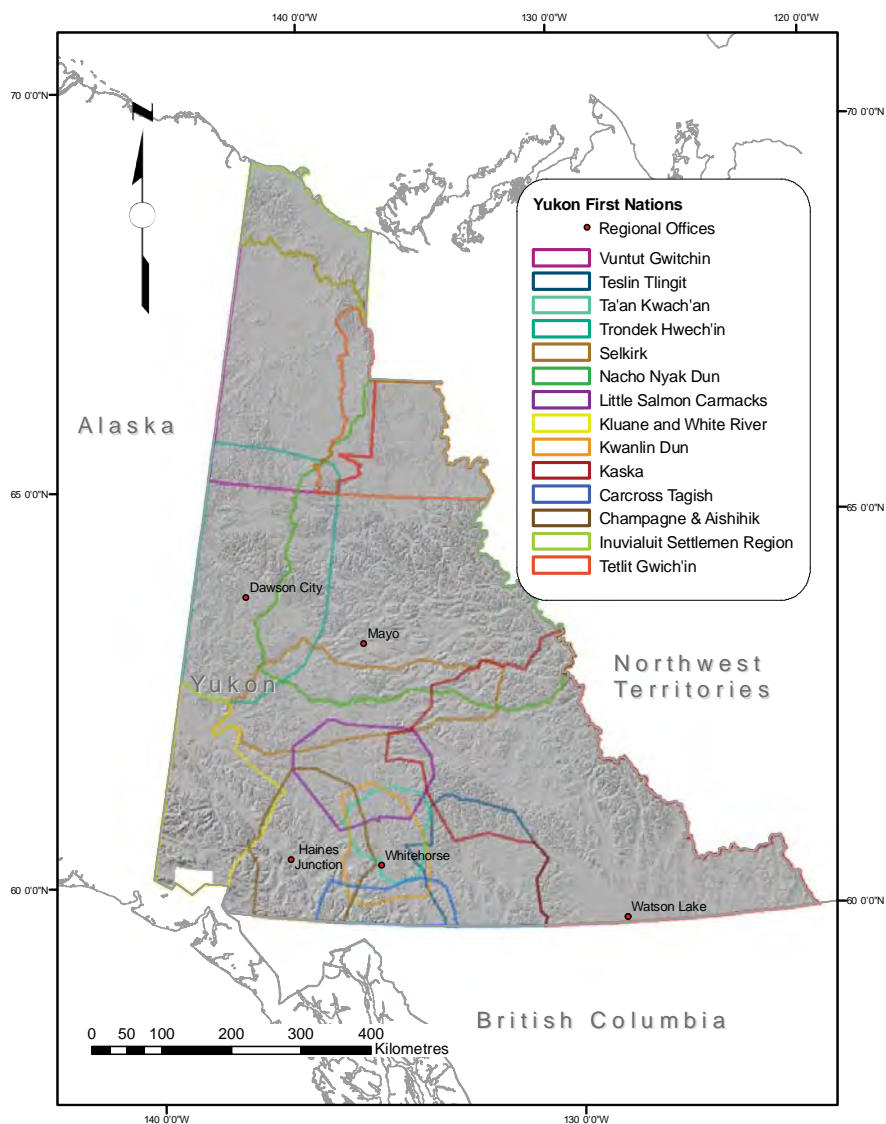 140 0'0"W
130 0'0"W
120 0'0"W
70 0'0"N
70 0'0"N
Z
Yukon First Nations
Regional Offices
Vuntut Gwitchin
Teslin Tlingit
Ta'an Kwach'an
Trondek Hwech'in
Selkirk
Nacho Nyak Dun
Little Salmon Carmacks
Kluane and White River
Kwanlin Dun
Kaska
Carcross Tagish
Champagne & Aishihik
Inuvialuit Settlemen Region
Tetlit Gwich'in
Alaska
65 0'0"N
65 0'0"N
Dawson City
Mayo
Northwest
Territories
Yukon
Haines
Junction
Whitehorse
60 0'0"N
Watson Lake
60 0'0"N
British Columbia
0 50 100 200 300 400
Kilometres
140 0'0"W
130 0'0"W